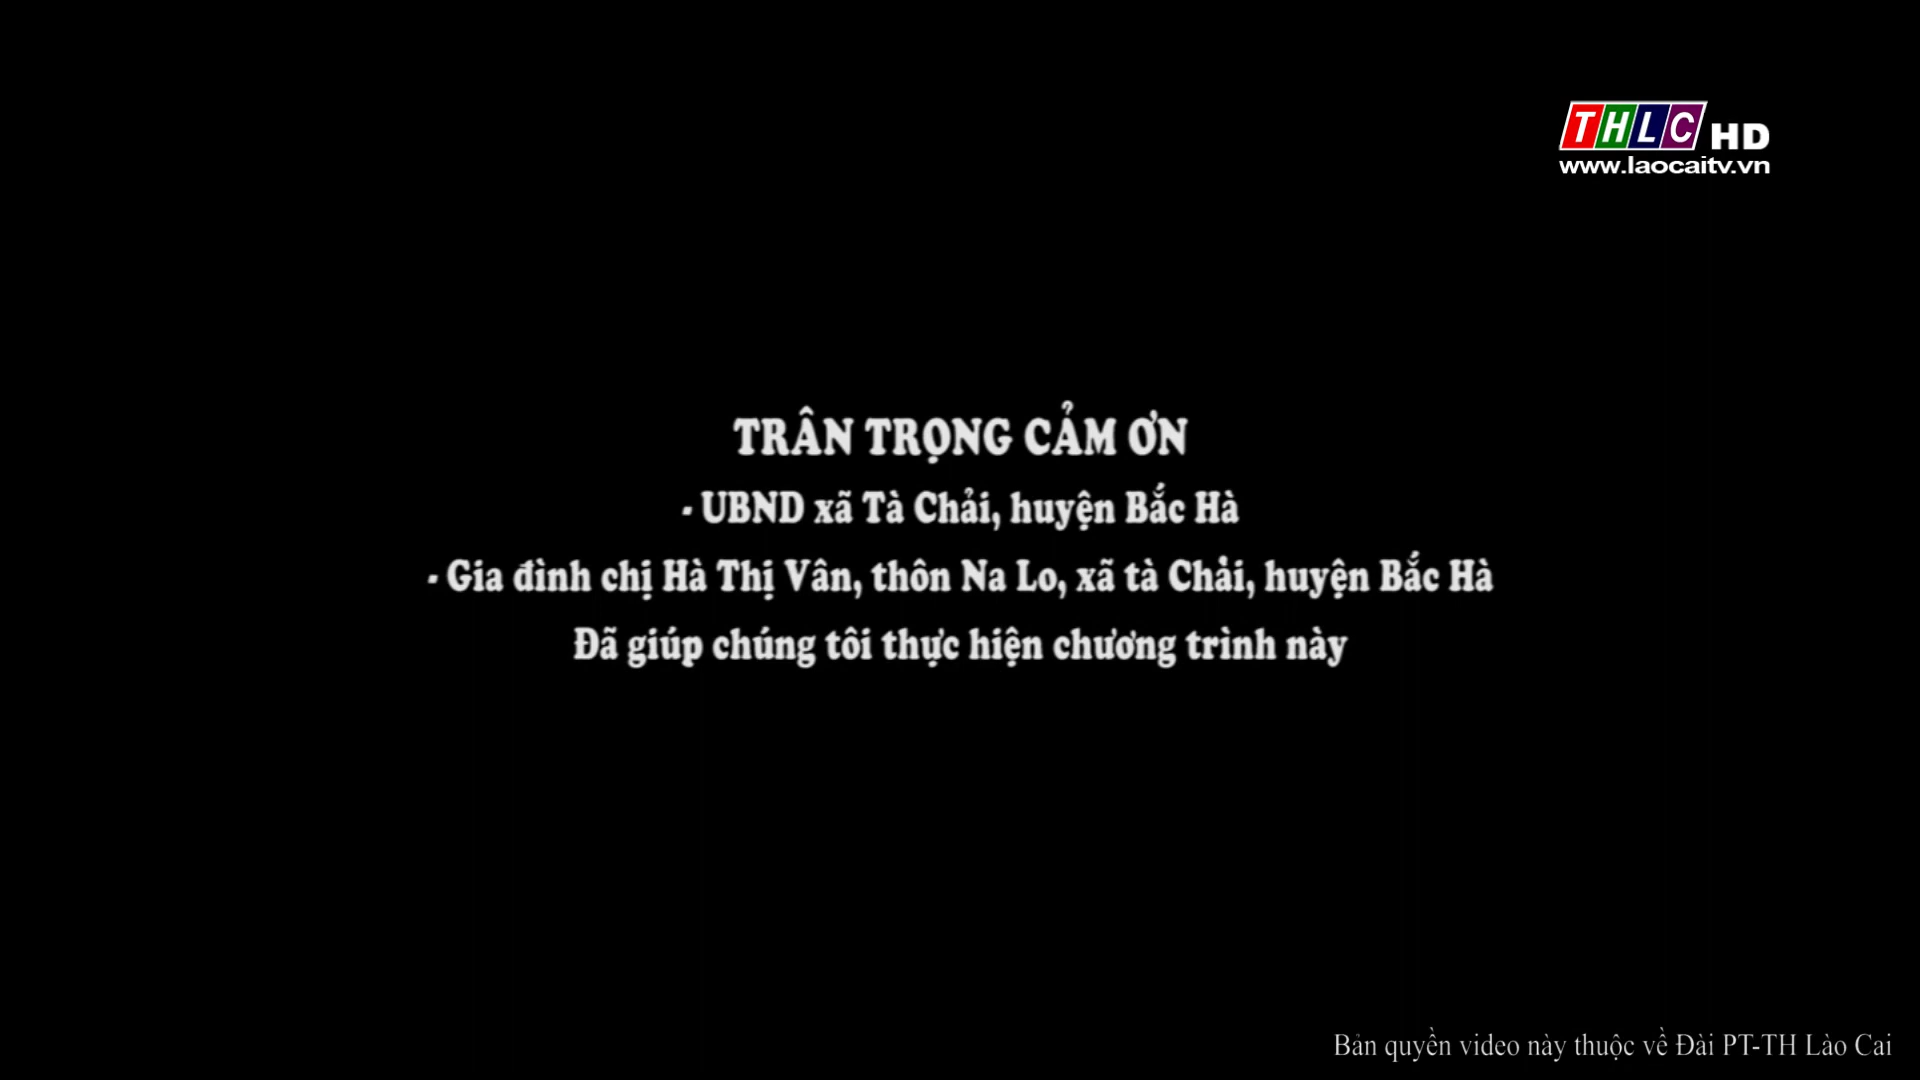 THLC HD
www.laocaitv.vn
TRÂN TRỌNG CẢM ƠN
- UBND xã Tà Chải, huyện Bắc Hà
- Gia đình chị Hà Thị Vân, thôn Na Lo, xã tà Chải, huyện Bắc Hà
Đã giúp chúng tôi thực hiện chương trình này
Bản quyền video này thuộc về Đài PT-TH Lào Cai